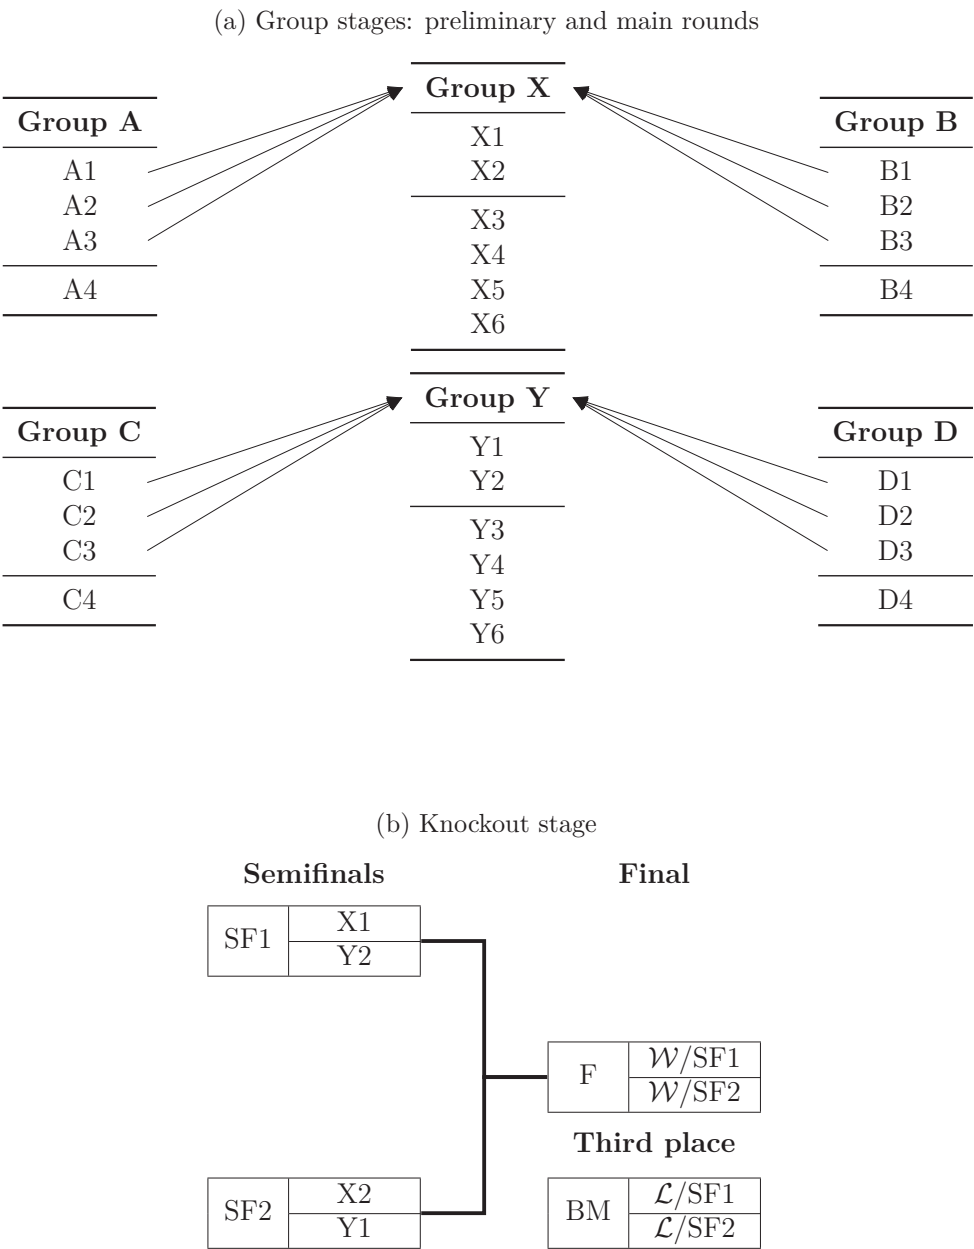 (a) Group stages: preliminary and main rounds
Group A
A1
A2
A3
A4
Group X
X1
X2
X3
X4
X5
X6
Group B
B1
B2
B3
B4
Group C
C1
C2
C3
C4
Group Y
Y1
Y2
Y3
Y4
Y5
Y6
Group D
D1
D2
D3
D4
(b) Knockout stage
Semifinals
SF1
X1
Y2
SF2
X2
Y1
Final
F
𝒲/SF1
𝒲/SF2
Third place
BM
ℒ/SF1
ℒ/SF2